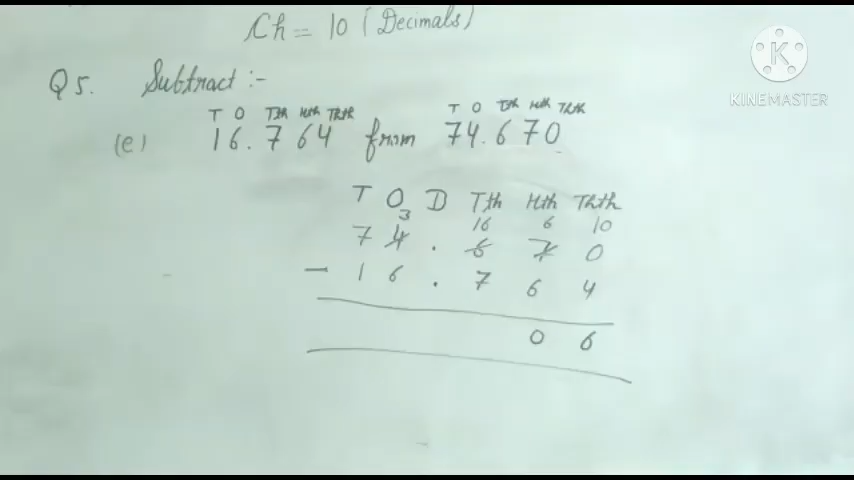 Ch = 10 (Decimals)
Q 5. Subtract :-
T O Tth Hth Thth T O Tth Hth Thth
(e) 16.764 from 74.670
T O D Tth Hth Thth
3 16 6 10
7 4 . 6 7 0
- 1 6 . 7 6 4
0 6
K
KINEMASTER